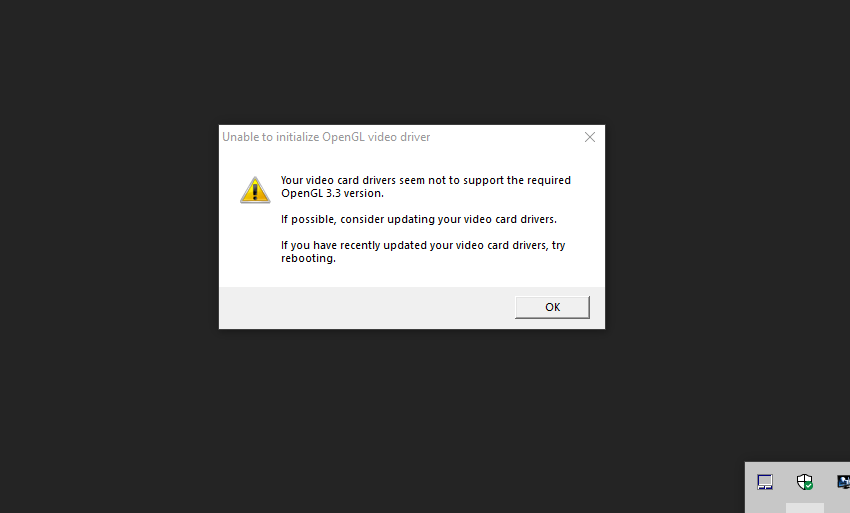 Unable to initialize OpenGL video driver
Your video card drivers seem not to support the required
OpenGL 3.3 version.
If possible, consider updating your video card drivers.
If you have recently updated your video card drivers, try
rebooting.
OK